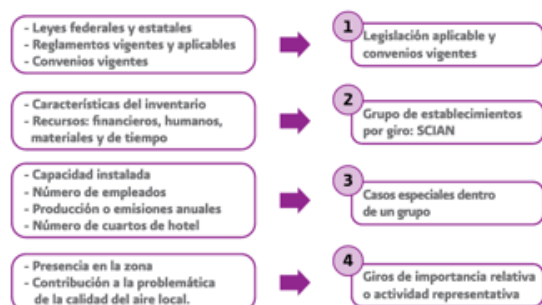 - Leyes federales y estatales
- Reglamentos vigentes y aplicables
- Convenios vigentes
1
Legislación aplicable y
convenios vigentes
- Características del inventario
- Recursos: financieros, humanos,
materiales y de tiempo
2
Grupo de establecimientos
por giro: SCIAN
- Capacidad instalada
- Número de empleados
- Producción o emisiones anuales
- Número de cuartos de hotel
3
Casos especiales dentro
de un grupo
- Presencia en la zona
- Contribución a la problemática
de la calidad del aire local.
4
Giros de importancia relativa
o actividad representativa